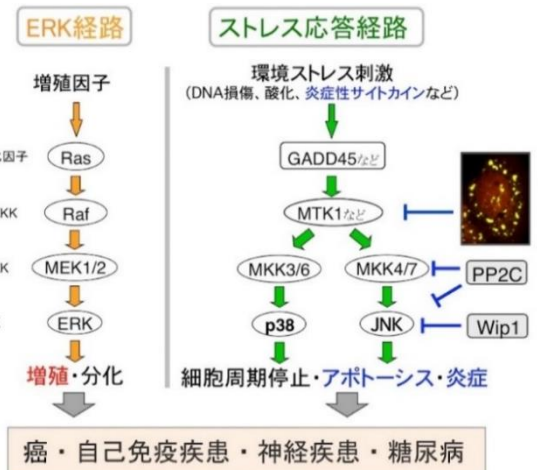 ERK経路
ストレス応答経路
増殖因子
環境ストレス刺激
(DNA損傷、酸化、炎症性サイトカインなど)
因子
Ras
GADD45など
KK
Raf
MTK1など
K
MEK1/2
MKK3/6
MKK4/7
PP2C
ERK
p38
JNK
Wip1
増殖・分化
細胞周期停止・アポトーシス・炎症
癌・自己免疫疾患・神経疾患・糖尿病